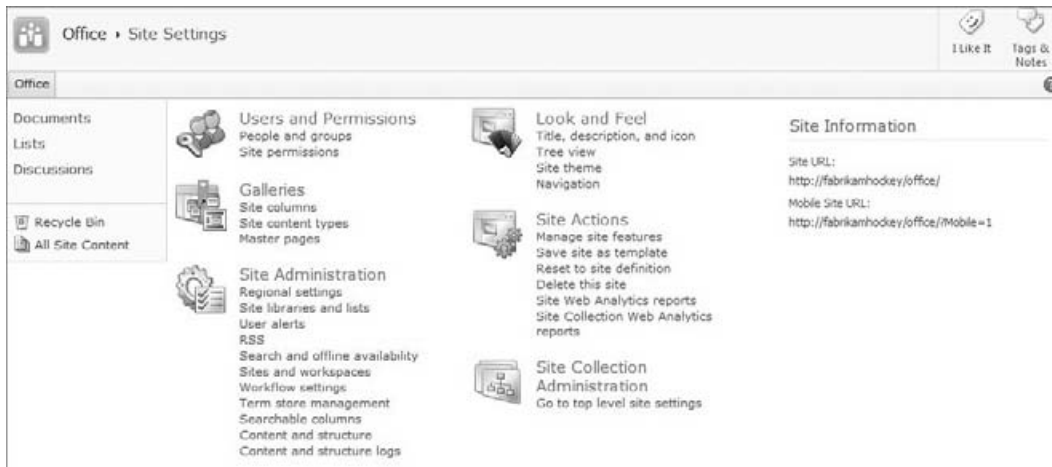 Office ▸ Site Settings
I Like It
Tags &
Notes
Office
Documents
Lists
Discussions
Recycle Bin
All Site Content
Users and Permissions
People and groups
Site permissions
Galleries
Site columns
Site content types
Master pages
Site Administration
Regional settings
Site libraries and lists
User alerts
RSS
Search and offline availability
Sites and workspaces
Workflow settings
Term store management
Searchable columns
Content and structure
Content and structure logs
Look and Feel
Title, description, and icon
Tree view
Site theme
Navigation
Site Actions
Manage site features
Save site as template
Reset to site definition
Delete this site
Site Web Analytics reports
Site Collection Web Analytics
reports
Site Collection
Administration
Go to top level site settings
Site Information
Site URL:
http://fabrikamhockey/office/
Mobile Site URL:
http://fabrikamhockey/office//Mobile=1